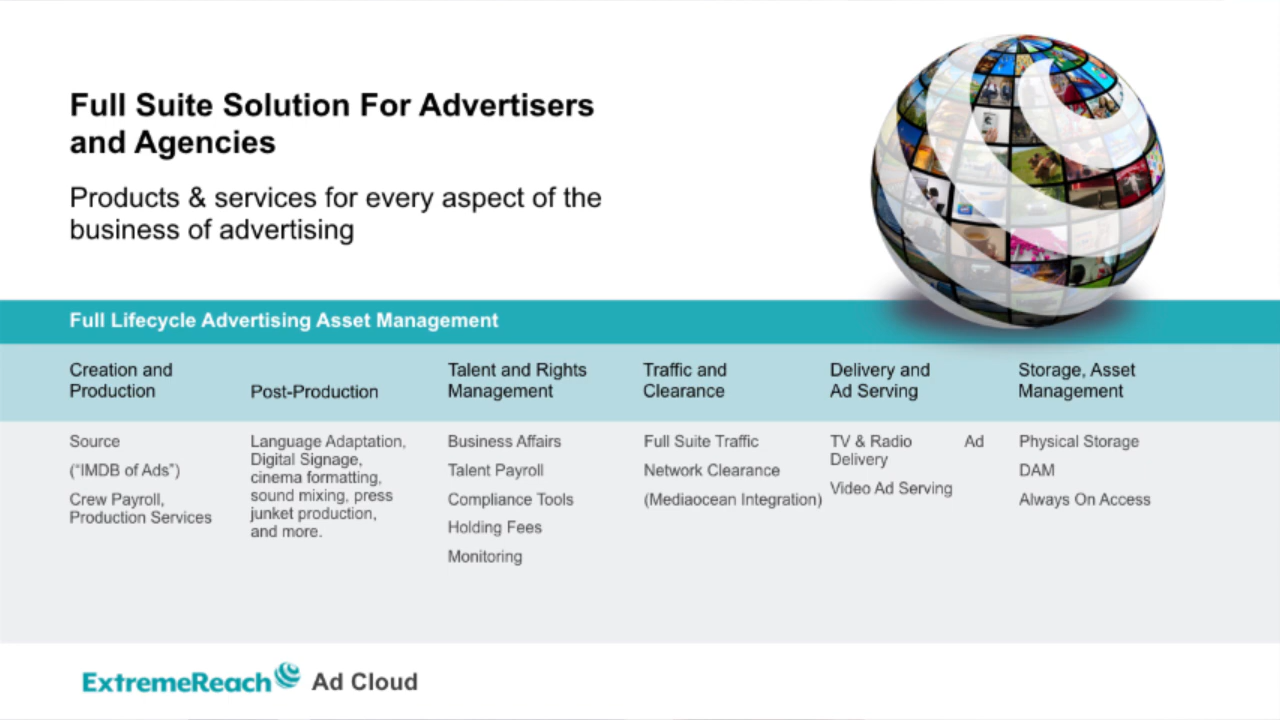 Full Suite Solution For Advertisers
and Agencies
Products & services for every aspect of the
business of advertising
Full Lifecycle Advertising Asset Management
Creation and
Production
Post-Production
Talent and Rights
Management
Traffic and
Clearance
Delivery and
Ad Serving
Storage, Asset
Management
Source
(“IMDB of Ads”)
Crew Payroll,
Production Services
Language Adaptation,
Digital Signage,
cinema formatting,
sound mixing, press
junket production,
and more.
Business Affairs
Talent Payroll
Compliance Tools
Holding Fees
Monitoring
Full Suite Traffic
Network Clearance
(Mediaocean Integration)
TV & Radio Ad
Delivery
Video Ad Serving
Physical Storage
DAM
Always On Access
ExtremeReach Ad Cloud